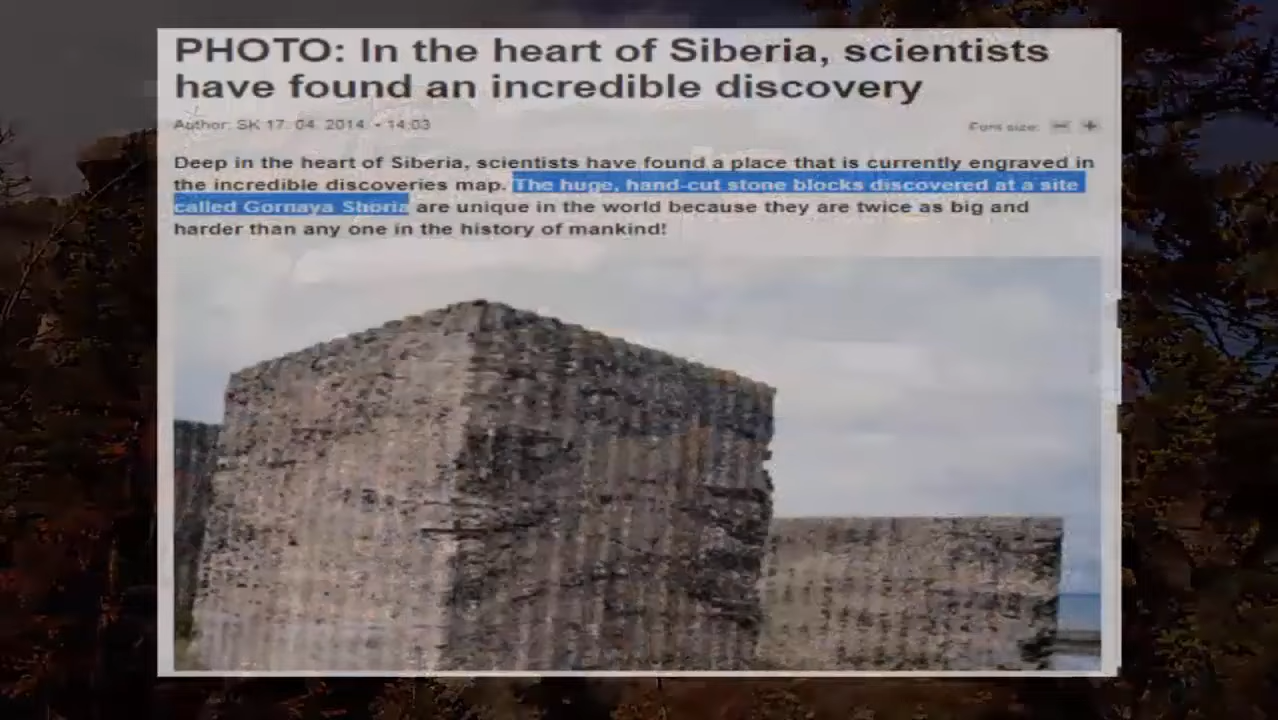 PHOTO: In the heart of Siberia, scientists
have found an incredible discovery
Author: SK 17. 04. 2014. - 14:03
Font size: − +
Deep in the heart of Siberia, scientists have found a place that is currently engraved in
the incredible discoveries map. The huge, hand-cut stone blocks discovered at a site
called Gornaya Shoria are unique in the world because they are twice as big and
harder than any one in the history of mankind!